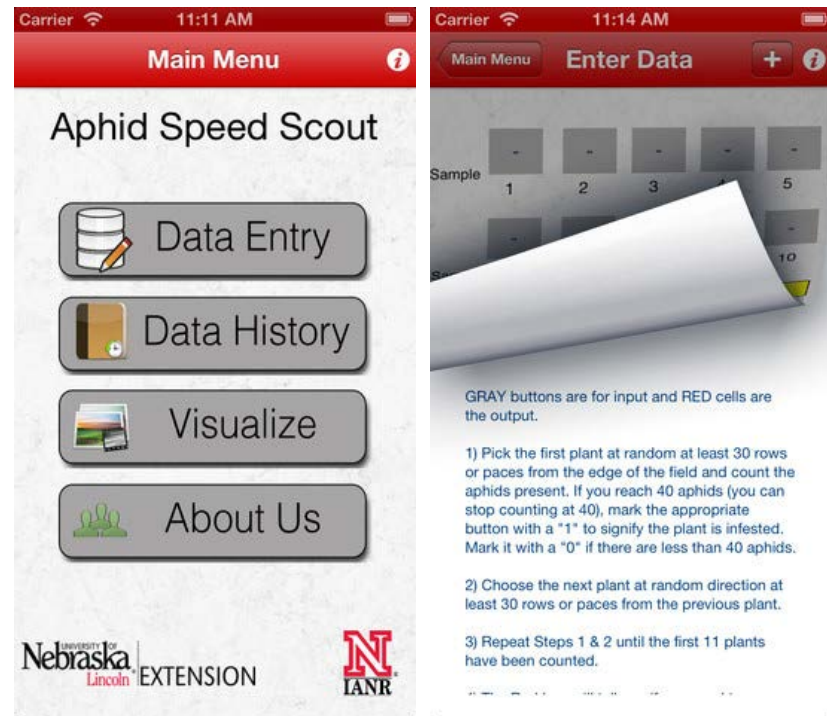 Carrier 11:11 AM
Main Menu
Aphid Speed Scout
Data Entry
Data History
Visualize
About Us
UNIVERSITY OF
Nebraska
Lincoln
EXTENSION
N
IANR
Carrier 11:14 AM
Main Menu Enter Data +
- - - - -
Sample 1 2 3 4 5
- -
10
GRAY buttons are for input and RED cells are
the output.
1) Pick the first plant at random at least 30 rows
or paces from the edge of the field and count the
aphids present. If you reach 40 aphids (you can
stop counting at 40), mark the appropriate
button with a "1" to signify the plant is infested.
Mark it with a "0" if there are less than 40 aphids.
2) Choose the next plant at random direction at
least 30 rows or paces from the previous plant.
3) Repeat Steps 1 & 2 until the first 11 plants
have been counted.